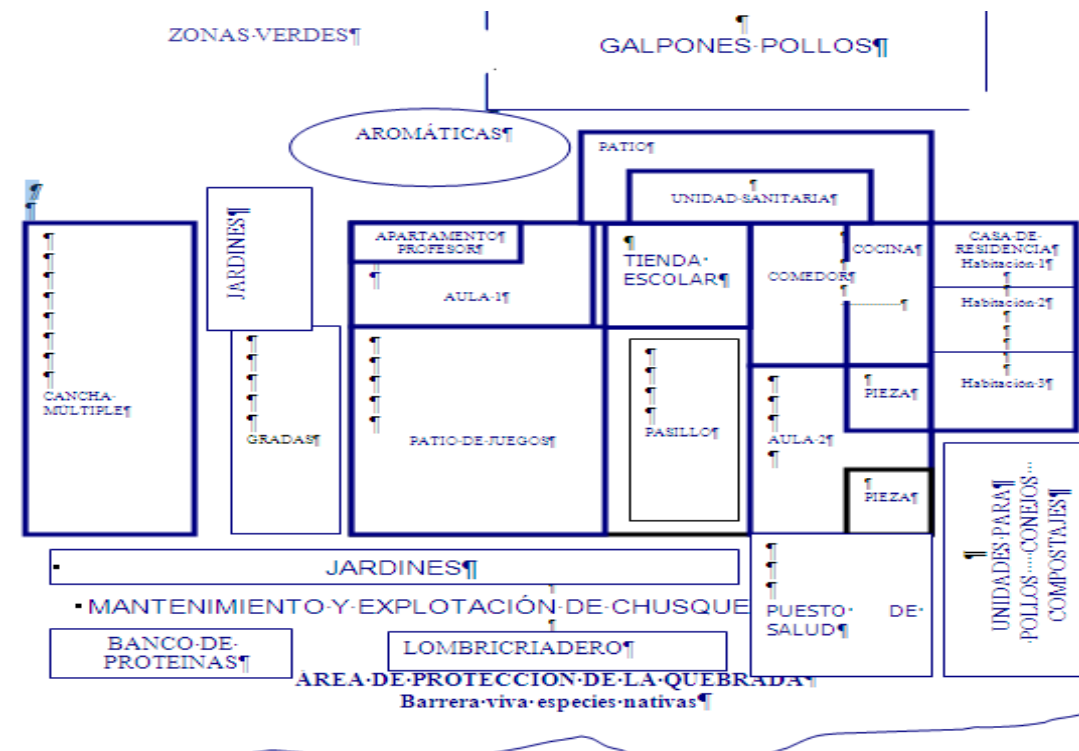 ZONAS·VERDES¶
¶
GALPONES·POLLOS¶
AROMÁTICAS¶
PATIO¶
¶
UNIDAD·SANITARIA¶
¶
¶
JARDINES¶
APARTAMENTO¶
PROFESOR¶
¶
AULA·1¶
¶
TIENDA·
ESCOLAR¶
¶
COMEDOR¶
¶
¶
COCINA¶
CASA·DE·
RESIDENCIA¶
Habitación·1¶
¶
Habitación·2¶
¶
¶
¶
¶
Habitación·3¶
¶
¶
¶
¶
¶
¶
¶
¶
CANCHA·
MÚLTIPLE¶
¶
¶
¶
¶
¶
GRADAS¶
¶
¶
¶
¶
¶
PATIO·DE·JUEGOS¶
¶
¶
¶
¶
PASILLO¶
¶
¶
¶
AULA·2¶
¶
¶
PIEZA¶
¶
PIEZA¶
¶
UNIDADES·PARA¶
·POLLOS····CONEJOS···
COMPOSTAJES¶
JARDINES¶
¶
MANTENIMIENTO·Y·EXPLOTACIÓN·DE·CHUSQUE
¶
¶
¶
¶
PUESTO· DE·
SALUD¶
BANCO·DE·
PROTEINAS¶
LOMBRICRIADERO¶
ÀREA·DE·PROTECCION·DE·LA·QUEBRADA¶
Barrera·viva·especies·nativas¶